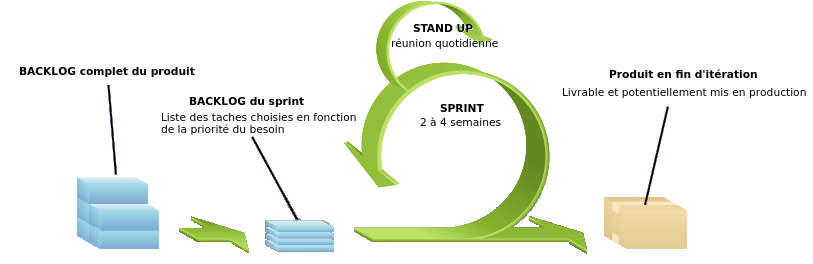 BACKLOG complet du produit
BACKLOG du sprint
Liste des taches choisies en fonction
de la priorité du besoin
STAND UP
réunion quotidienne
SPRINT
2 à 4 semaines
Produit en fin d'itération
Livrable et potentiellement mis en production